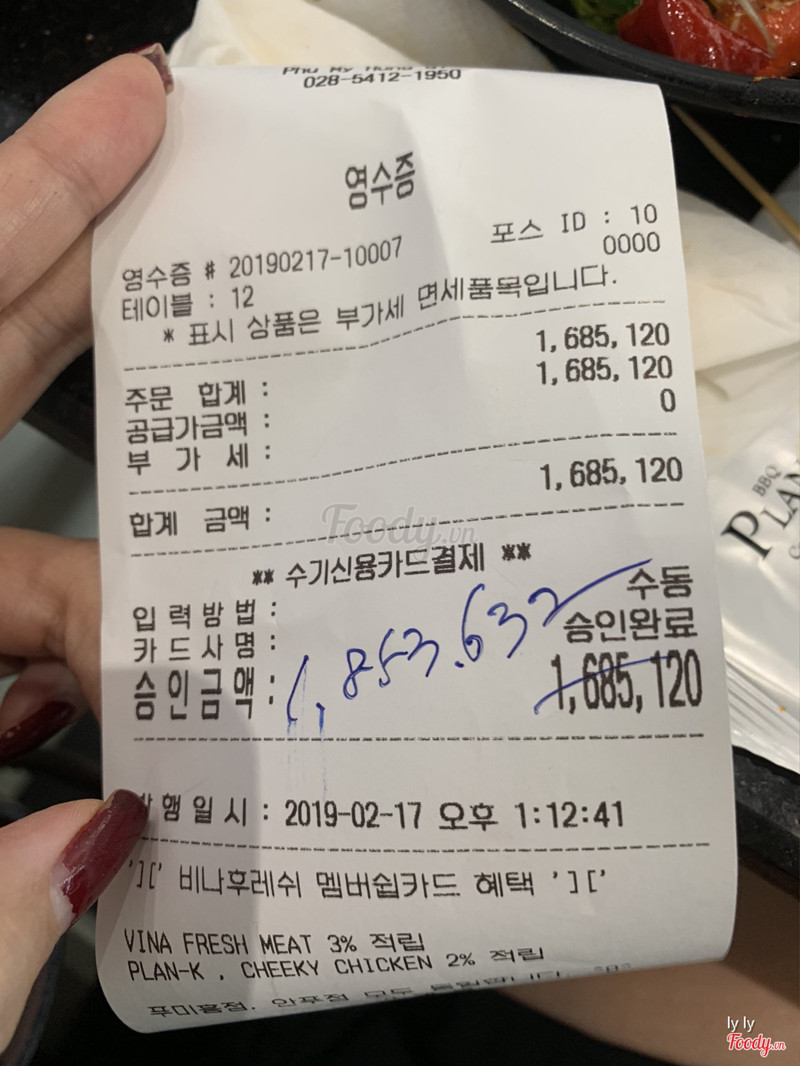 028-5412-1950
영수증
영수증 # 20190217-10007
포스 ID : 10
테이블 : 12
0000
* 표시 상품은 부가세 면세품목입니다.
주문 합계 : 1,685,120
공급가금액 : 1,685,120
부 가 세 : 0
합계 금액 : 1,685,120
** 수기신용카드결제 **
입력방법 : 수동
카드사명 : 승인완료
승인금액 : 1,685,120
1,853.632
행일시 : 2019-02-17 오후 1:12:41
'][' 비나후레쉬 멤버쉽카드 혜택 ']['
VINA FRESH MEAT 3% 적립
PLAN-K , CHEEKY CHICKEN 2% 적립
푸미흥점,
BBQ
PLAN
Foody.vn
ly ly
Foody.vn